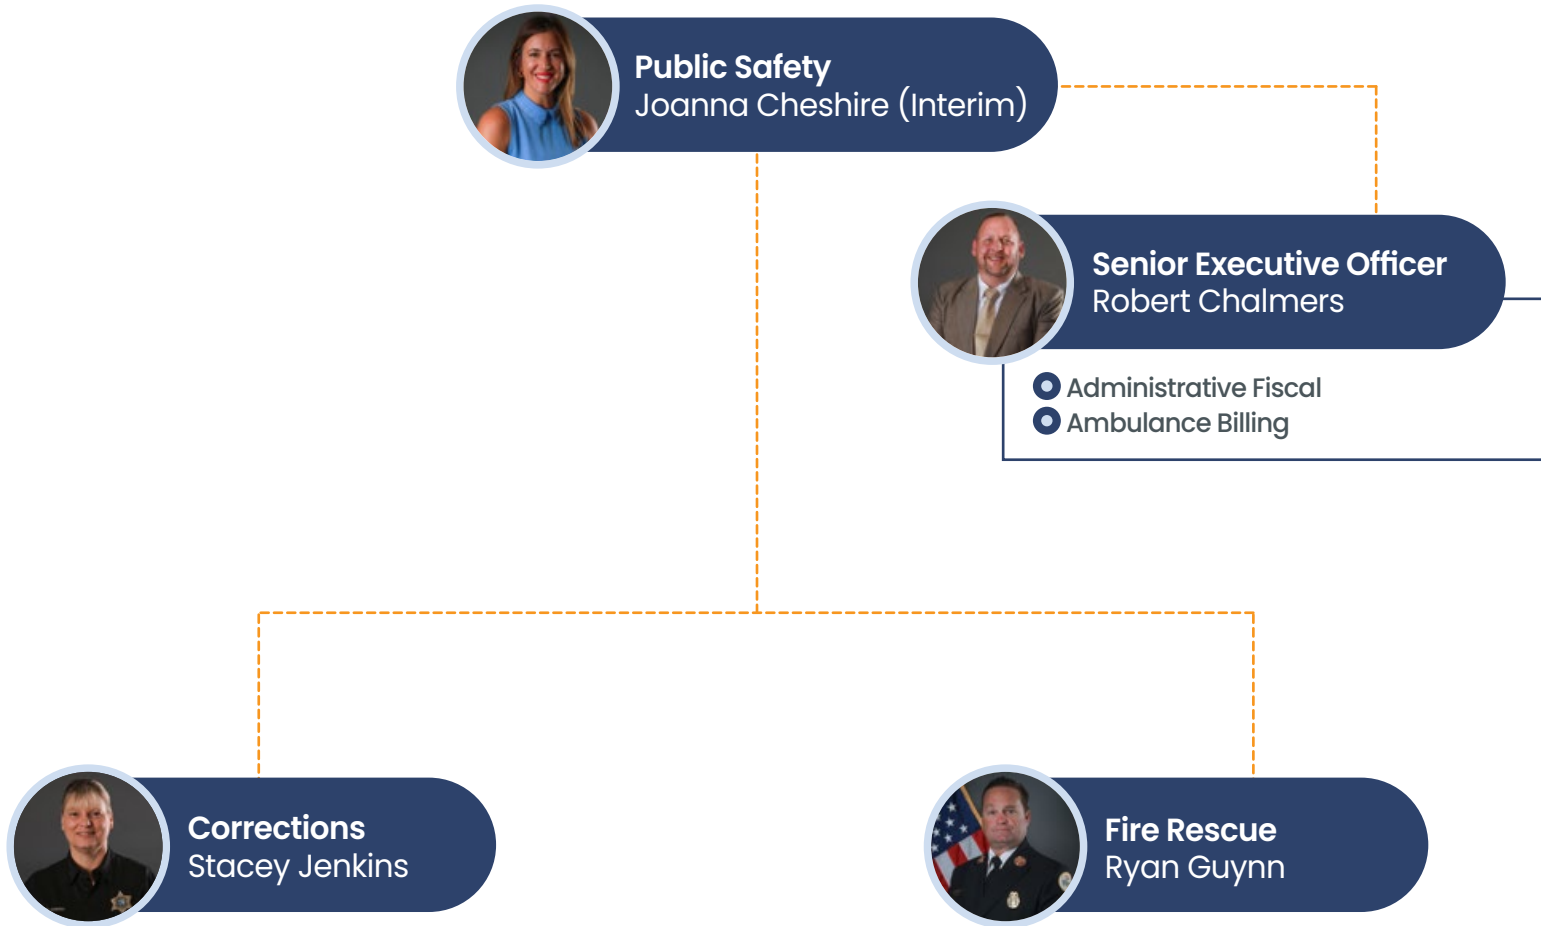 Public Safety
Joanna Cheshire (Interim)
Senior Executive Officer
Robert Chalmers
Administrative Fiscal
Ambulance Billing
Corrections
Stacey Jenkins
Fire Rescue
Ryan Guynn